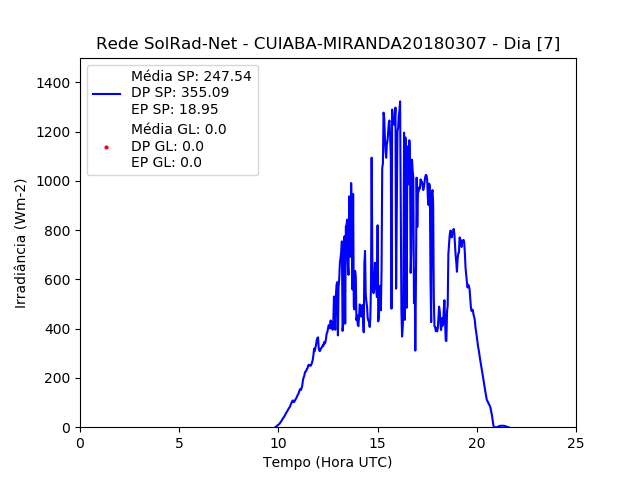 Rede SolRad-Net - CUIABA-MIRANDA20180307 - Dia [7]
Média SP: 247.54
DP SP: 355.09
EP SP: 18.95
Média GL: 0.0
DP GL: 0.0
EP GL: 0.0
Irradiância (Wm-2)
1400
1200
1000
800
600
400
200
0
0 5 10 15 20 25
Tempo (Hora UTC)